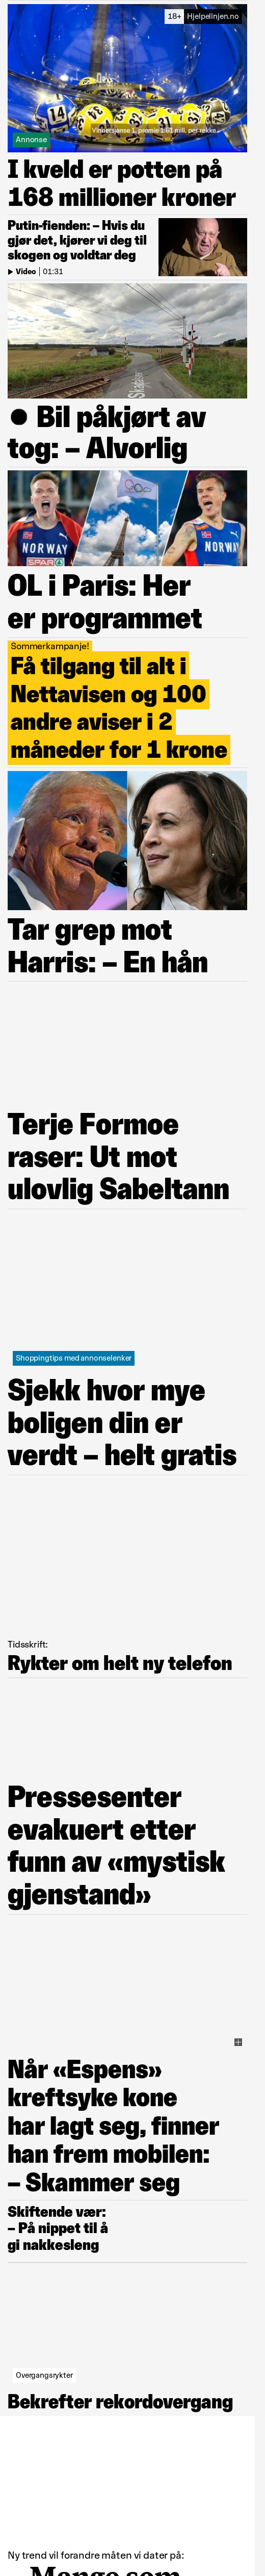 18+ Hjelpelinjen.no
Vinnersjanse 1. premie 1:61 mill. per rekke
Annonse
I kveld er potten på
168 millioner kroner
Putin-fienden: – Hvis du
gjør det, kjører vi deg til
skogen og voldtar deg
Video | 01:31
Skjermdump
Bil påkjørt av
tog: – Alvorlig
NORWAY
SPAR
NORWAY
OL i Paris: Her
er programmet
Sommerkampanje!
Få tilgang til alt i
Nettavisen og 100
andre aviser i 2
måneder for 1 krone
Tar grep mot
Harris: – En hån
Terje Formoe
raser: Ut mot
ulovlig Sabeltann
Shoppingtips med annonselenker
Sjekk hvor mye
boligen din er
verdt – helt gratis
Tidsskrift:
Rykter om helt ny telefon
Pressesenter
evakuert etter
funn av «mystisk
gjenstand»
Når «Espens»
kreftsyke kone
har lagt seg, finner
han frem mobilen:
– Skammer seg
Skiftende vær:
– På nippet til å
gi nakkesleng
Overgangsrykter
Bekrefter rekordovergang
Ny trend vil forandre måten vi dater på: